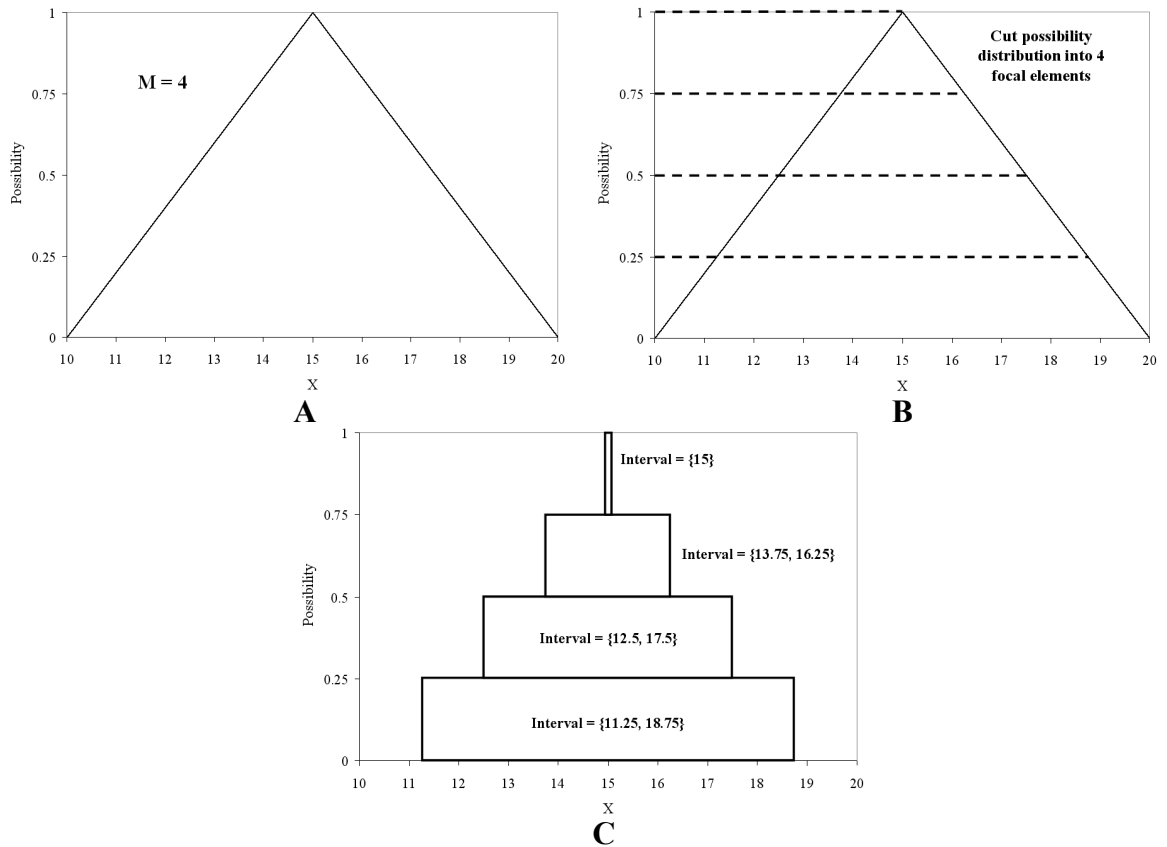 1
0.75
0.5
0.25
0
Possibility
M = 4
10 11 12 13 14 15 16 17 18 19 20
X
A
1
0.75
0.5
0.25
0
Possibility
Cut possibility
distribution into 4
focal elements
10 11 12 13 14 15 16 17 18 19 20
X
B
1
0.75
0.5
0.25
0
Possibility
Interval = {15}
Interval = {13.75, 16.25}
Interval = {12.5, 17.5}
Interval = {11.25, 18.75}
10 11 12 13 14 15 16 17 18 19 20
X
C